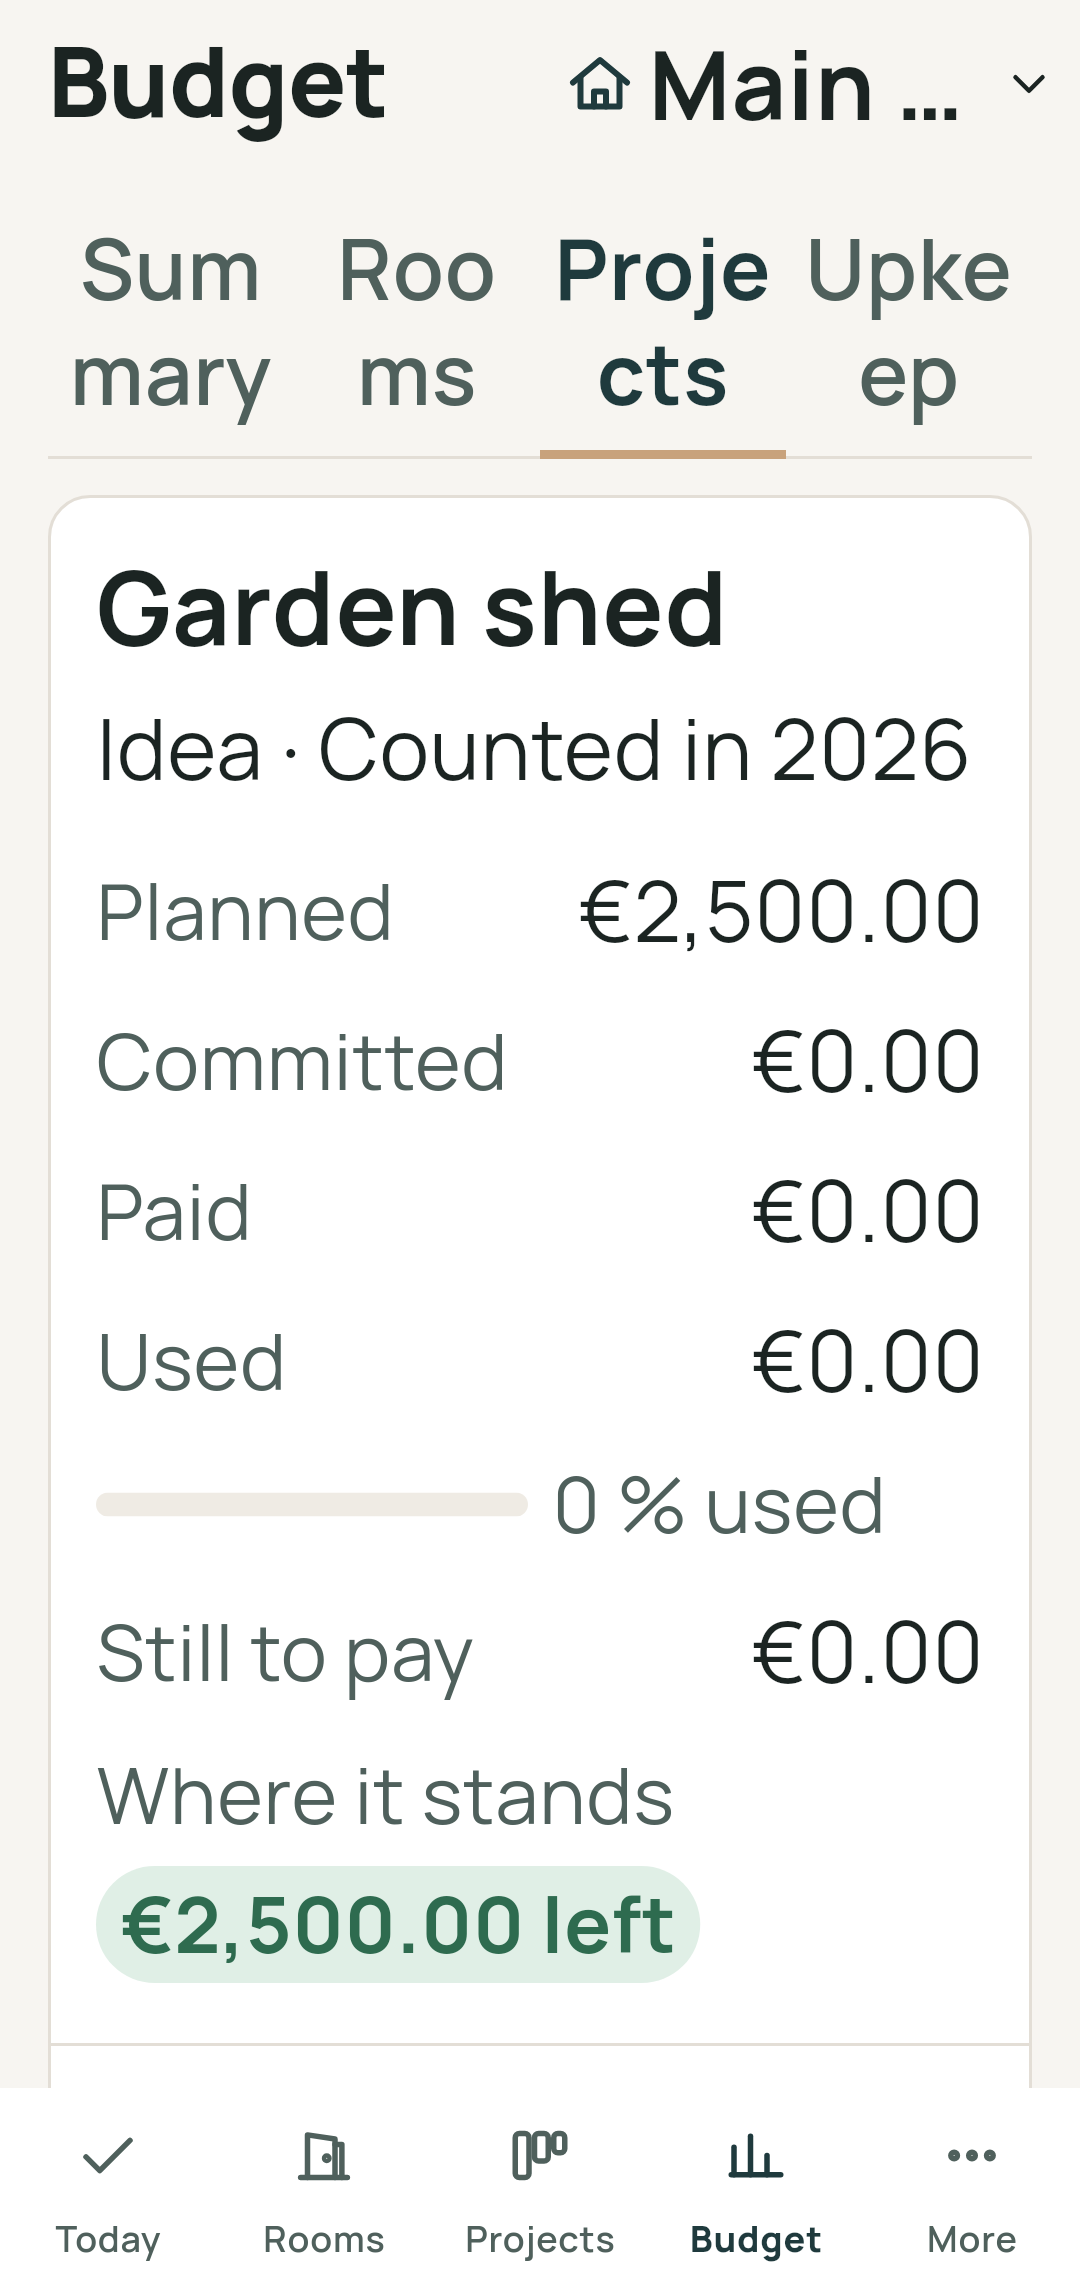 Budget
Main ...
Sum
mary
Roo
ms
Proje
cts
Upke
ep
Garden shed
Idea · Counted in 2026
Planned €2,500.00
Committed €0.00
Paid €0.00
Used €0.00
0 % used
Still to pay €0.00
Where it stands
€2,500.00 left
Today
Rooms
Projects
Budget
More